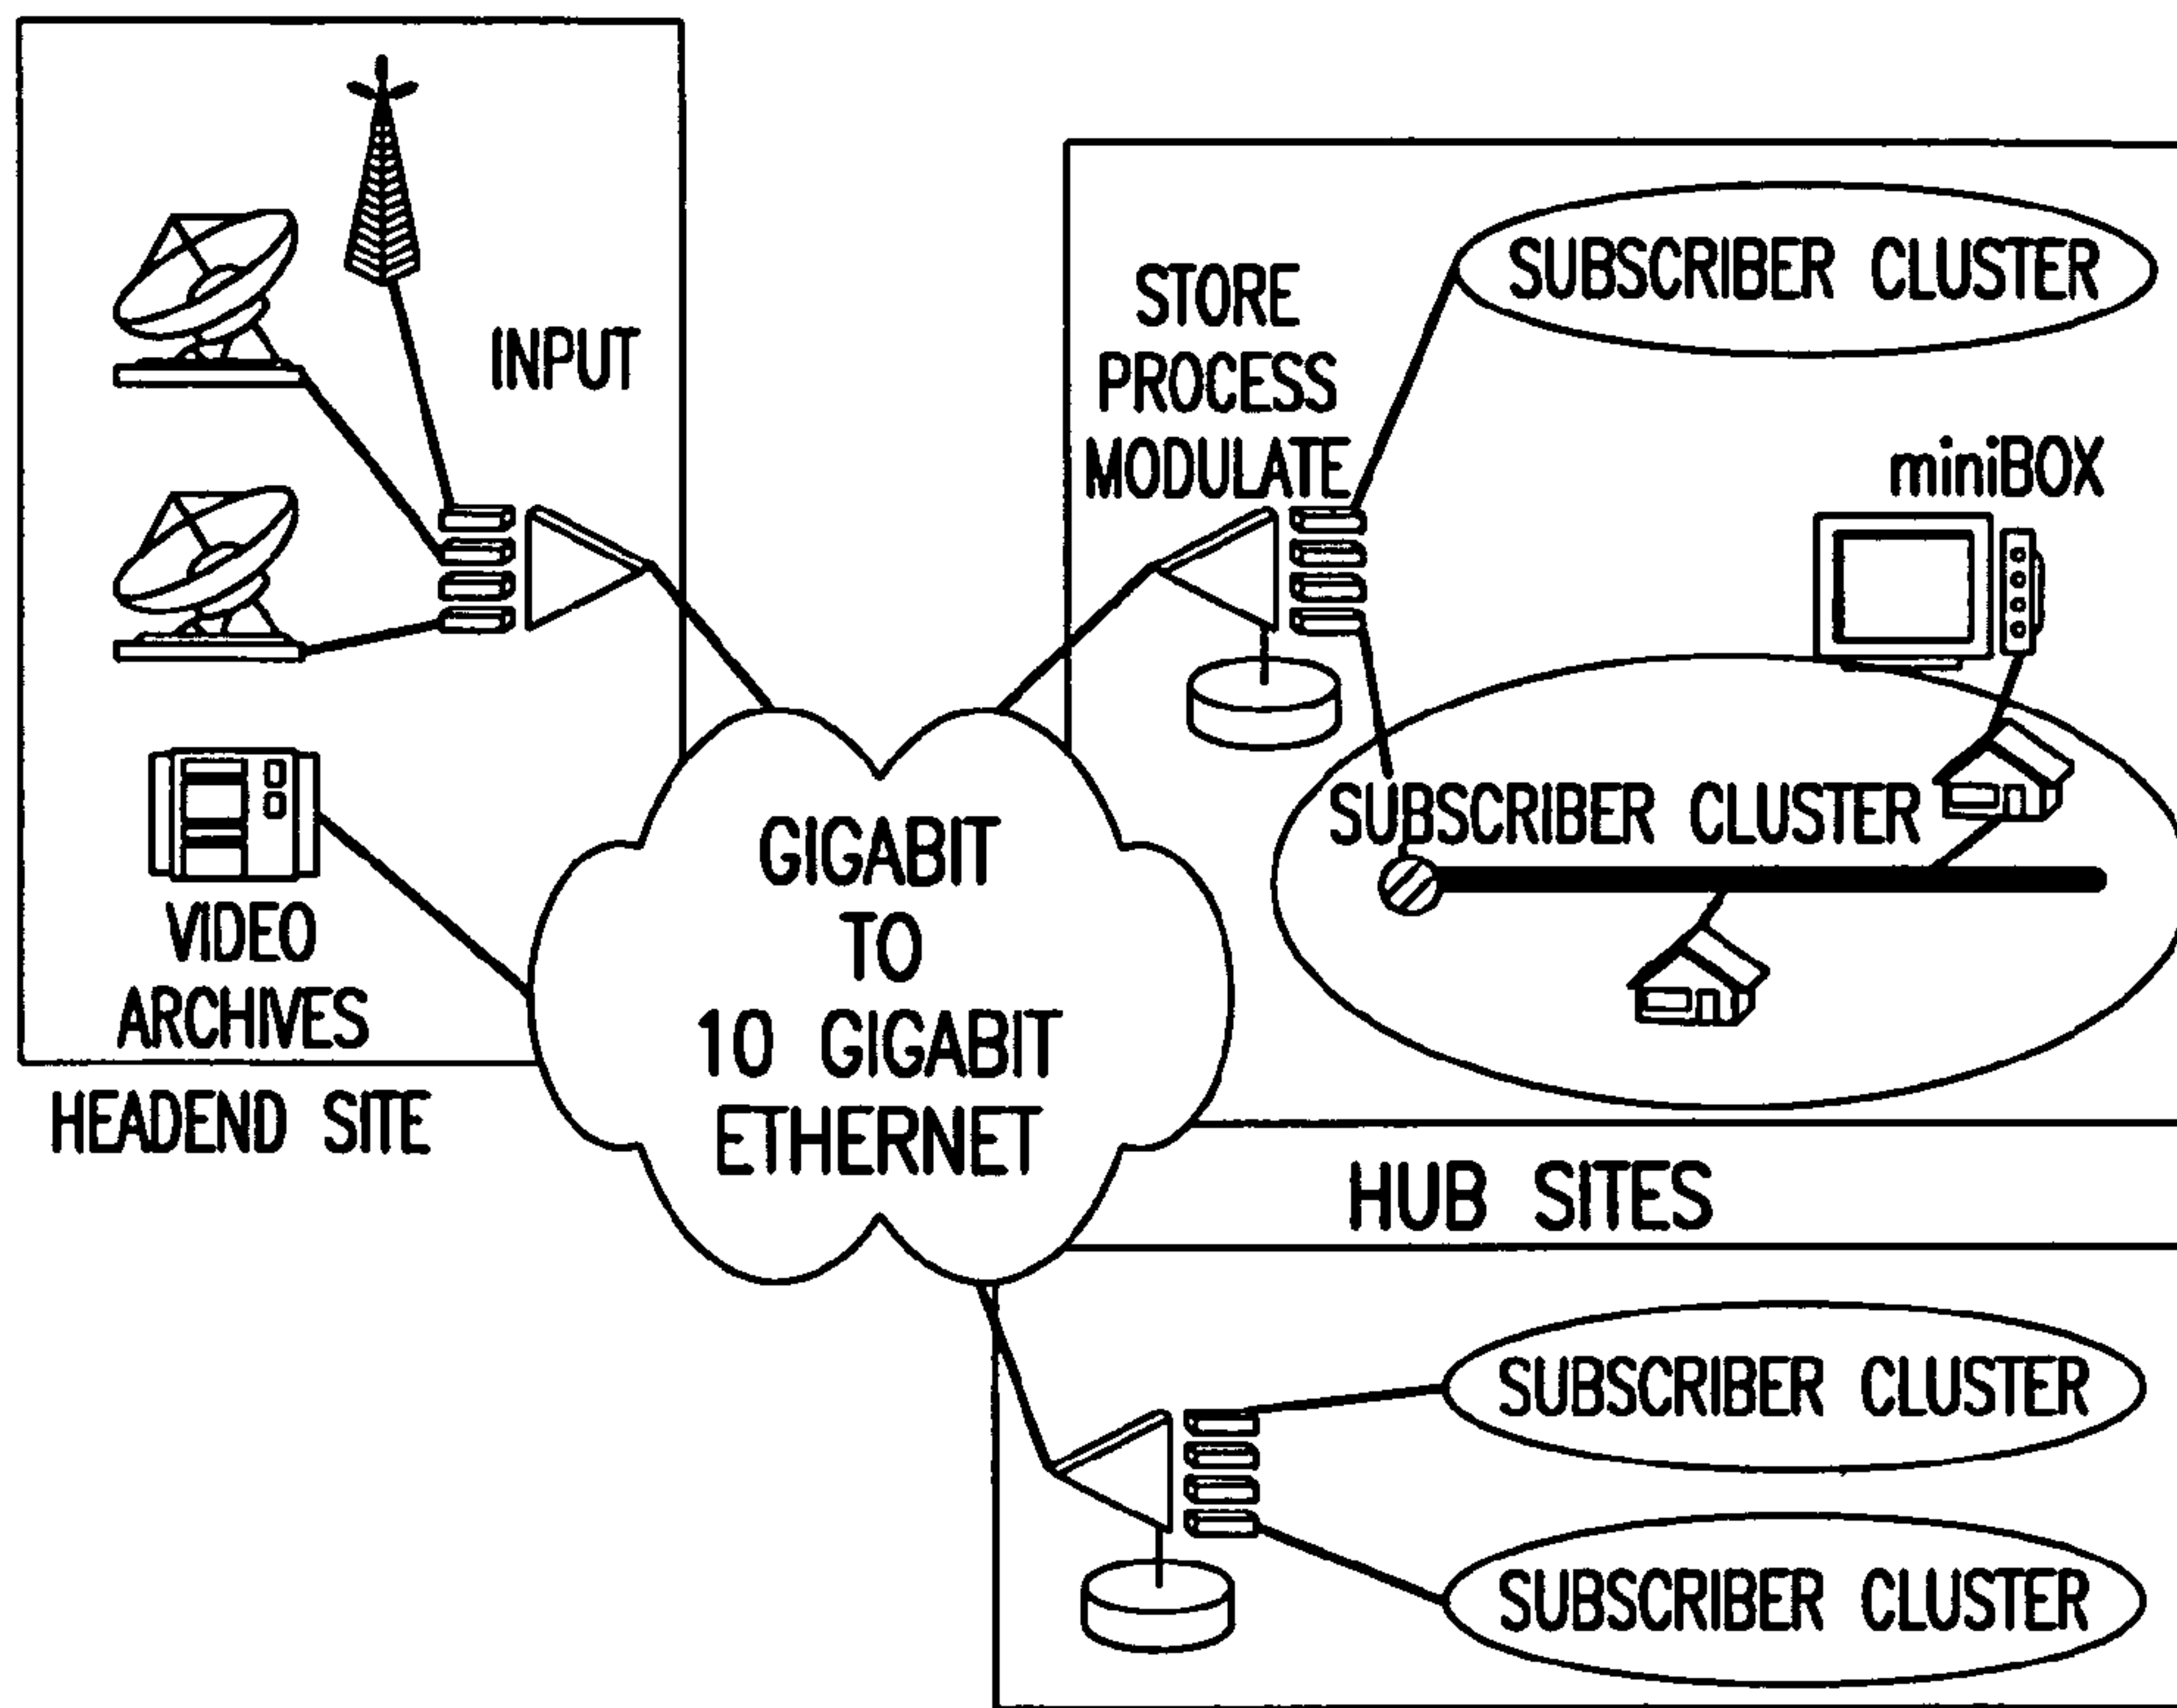 INPUT
VIDEO
ARCHIVES
HEADEND SITE
GIGABIT
TO
10 GIGABIT
ETHERNET
STORE
PROCESS
MODULATE
SUBSCRIBER CLUSTER
miniBOX
SUBSCRIBER CLUSTER
HUB SITES
SUBSCRIBER CLUSTER
SUBSCRIBER CLUSTER